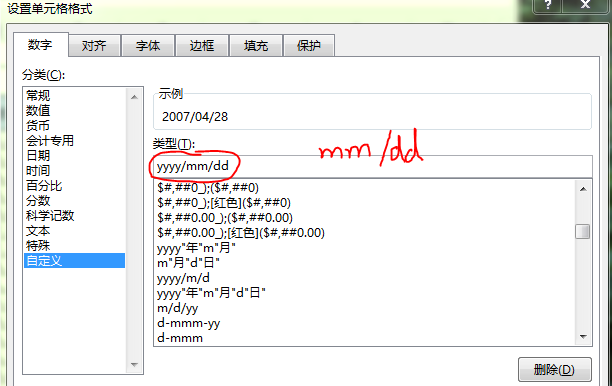 设置单元格格式
?
x
数字
对齐
字体
边框
填充
保护
分类(C):
常规
数值
货币
会计专用
日期
时间
百分比
分数
科学记数
文本
特殊
自定义
示例
2007/04/28
类型(T):
mm/dd
yyyy/mm/dd
$#,##0_);($#,##0)
$#,##0_);[红色]($#,##0)
$#,##0.00_);($#,##0.00)
$#,##0.00_);[红色]($#,##0.00)
yyyy"年"m"月"
m"月"d"日"
yyyy/m/d
yyyy"年"m"月"d"日"
m/d/yy
d-mmm-yy
d-mmm
删除(D)